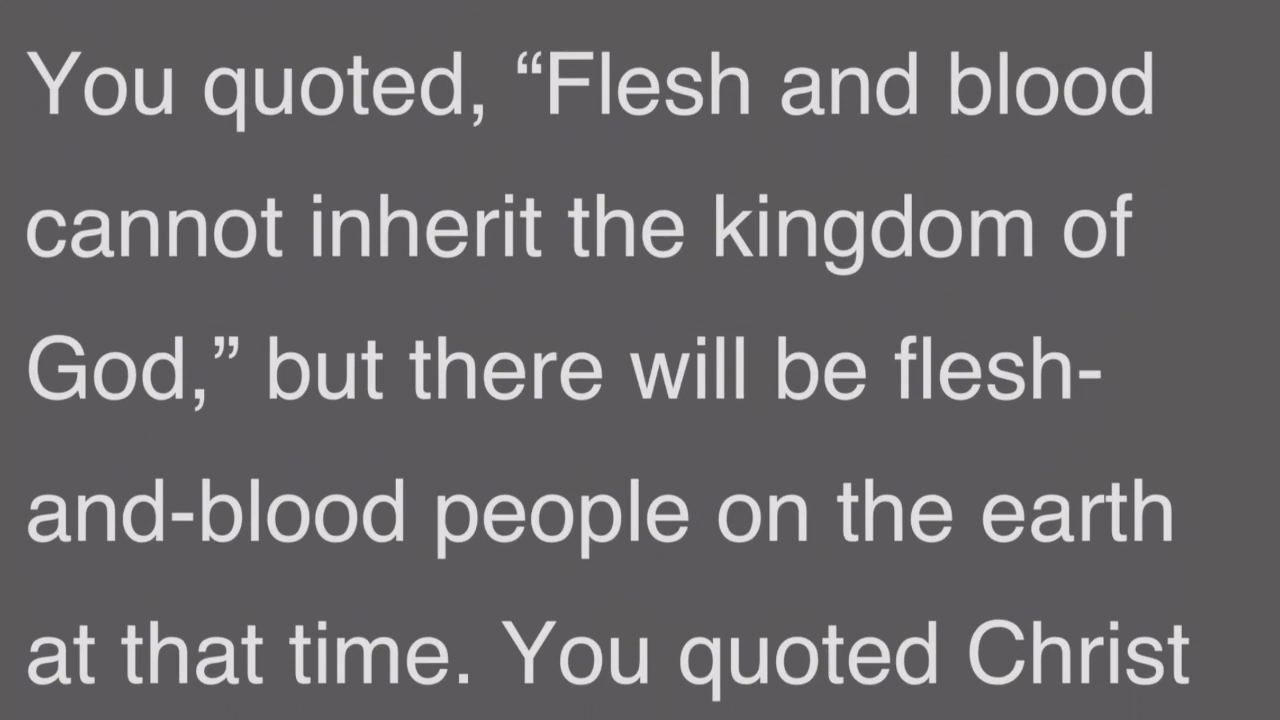 You quoted, “Flesh and blood
cannot inherit the kingdom of
God,” but there will be flesh-
and-blood people on the earth
at that time. You quoted Christ